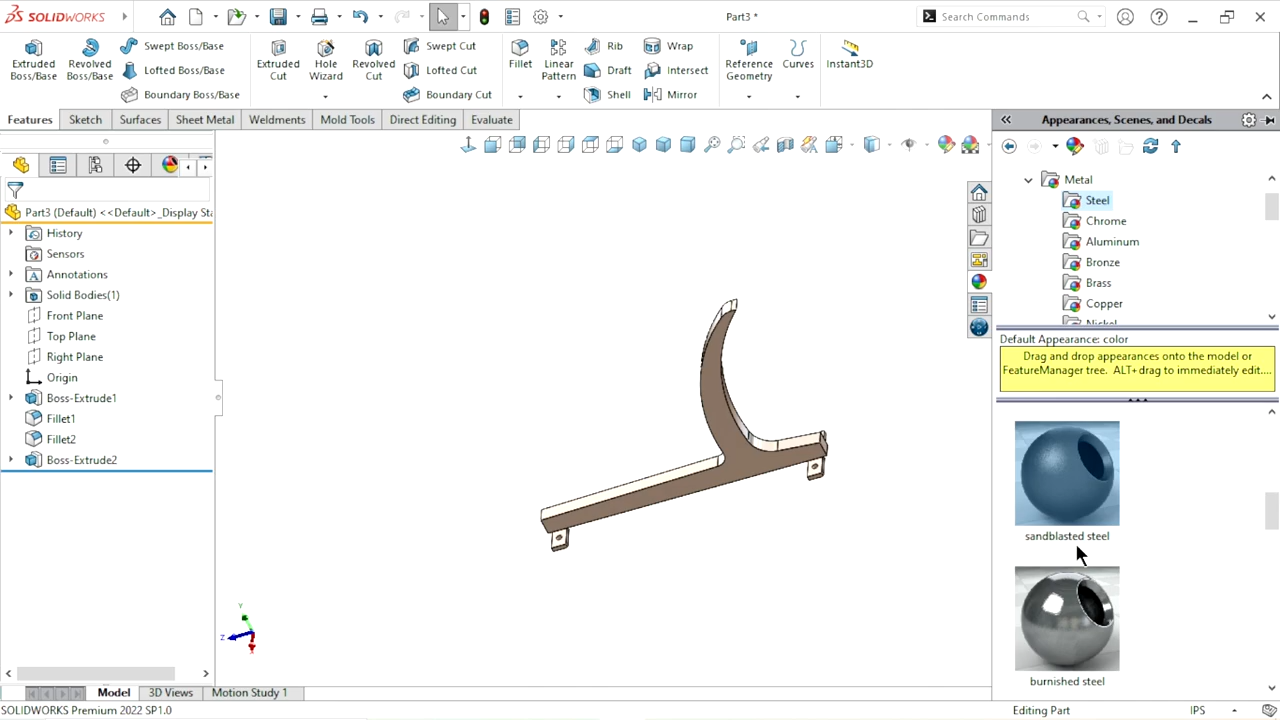 SOLIDWORKS
Part3 *
Search Commands
Extruded Boss/Base
Revolved Boss/Base
Swept Boss/Base
Lofted Boss/Base
Boundary Boss/Base
Extruded Cut
Hole Wizard
Revolved Cut
Swept Cut
Lofted Cut
Boundary Cut
Fillet
Linear Pattern
Rib
Draft
Shell
Wrap
Intersect
Mirror
Reference Geometry
Curves
Instant3D
Features
Sketch
Surfaces
Sheet Metal
Weldments
Mold Tools
Direct Editing
Evaluate
Part3 (Default) <<Default>_Display Sta
History
Sensors
Annotations
Solid Bodies(1)
Front Plane
Top Plane
Right Plane
Origin
Boss-Extrude1
Fillet1
Fillet2
Boss-Extrude2
Y
Z
X
Appearances, Scenes, and Decals
Metal
Steel
Chrome
Aluminum
Bronze
Brass
Copper
Nickel
Default Appearance: color
Drag and drop appearances onto the model or
FeatureManager tree. ALT+drag to immediately edit....
sandblasted steel
burnished steel
Model
3D Views
Motion Study 1
SOLIDWORKS Premium 2022 SP1.0
Editing Part
IPS